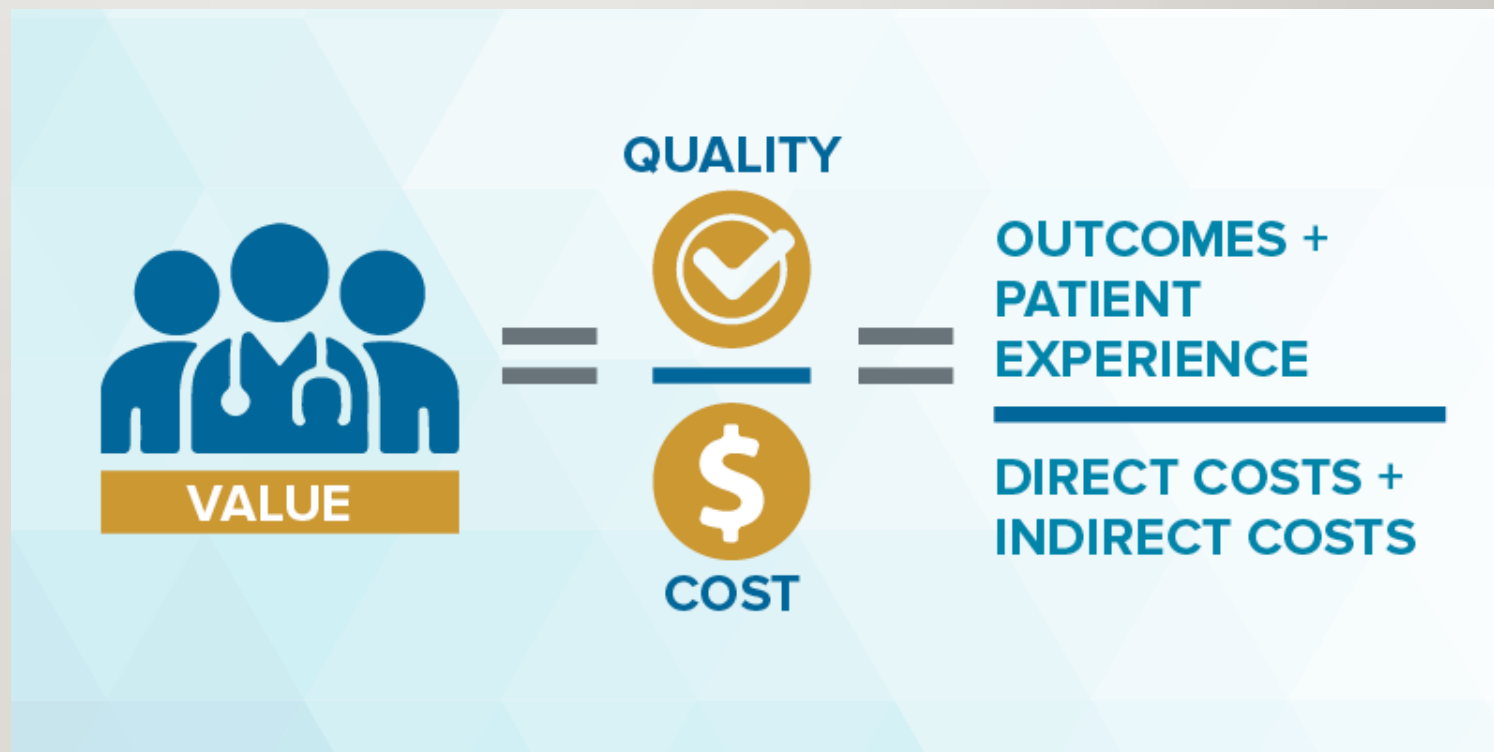 VALUE
QUALITY
$
COST
OUTCOMES +
PATIENT
EXPERIENCE
DIRECT COSTS +
INDIRECT COSTS